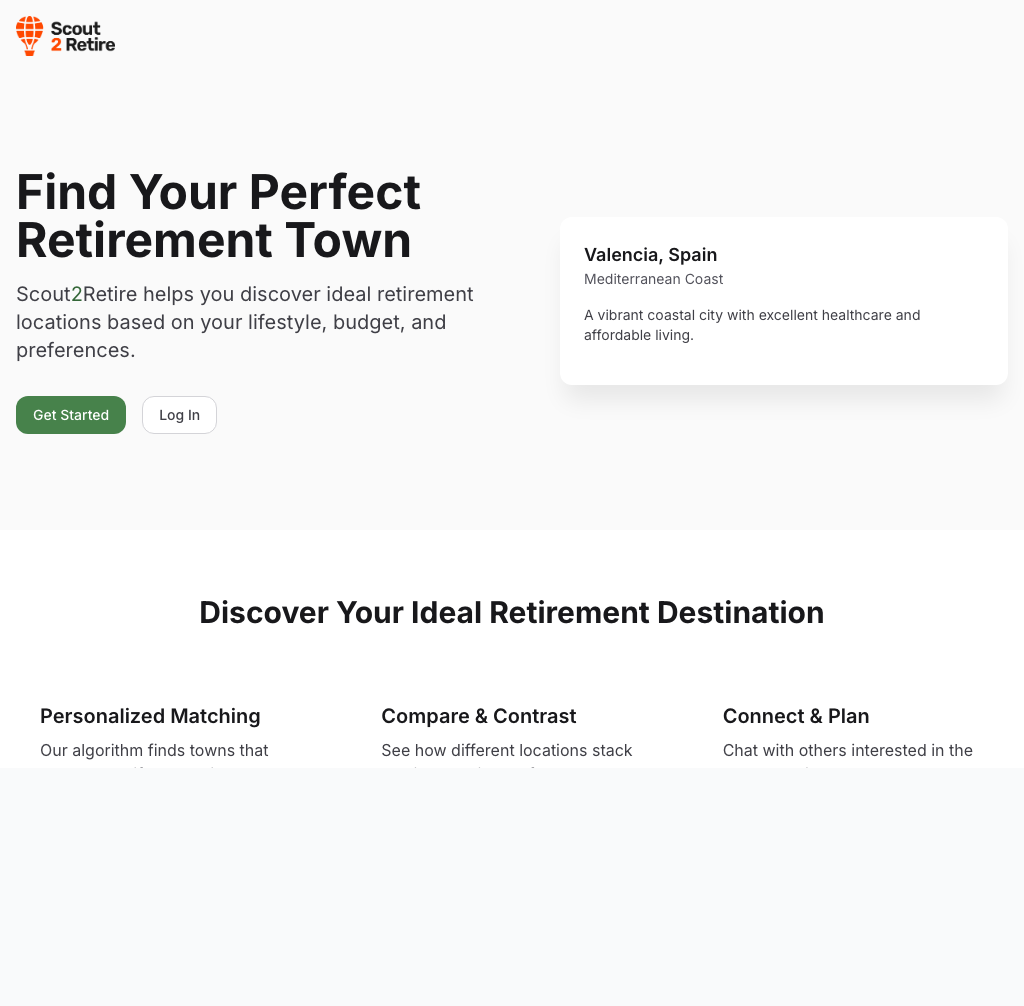 Scout
2 Retire
Find Your Perfect
Retirement Town
Scout2Retire helps you discover ideal retirement
locations based on your lifestyle, budget, and
preferences.
Get Started
Log In
Valencia, Spain
Mediterranean Coast
A vibrant coastal city with excellent healthcare and
affordable living.
Discover Your Ideal Retirement Destination
Personalized Matching
Our algorithm finds towns that
Compare & Contrast
See how different locations stack
Connect & Plan
Chat with others interested in the